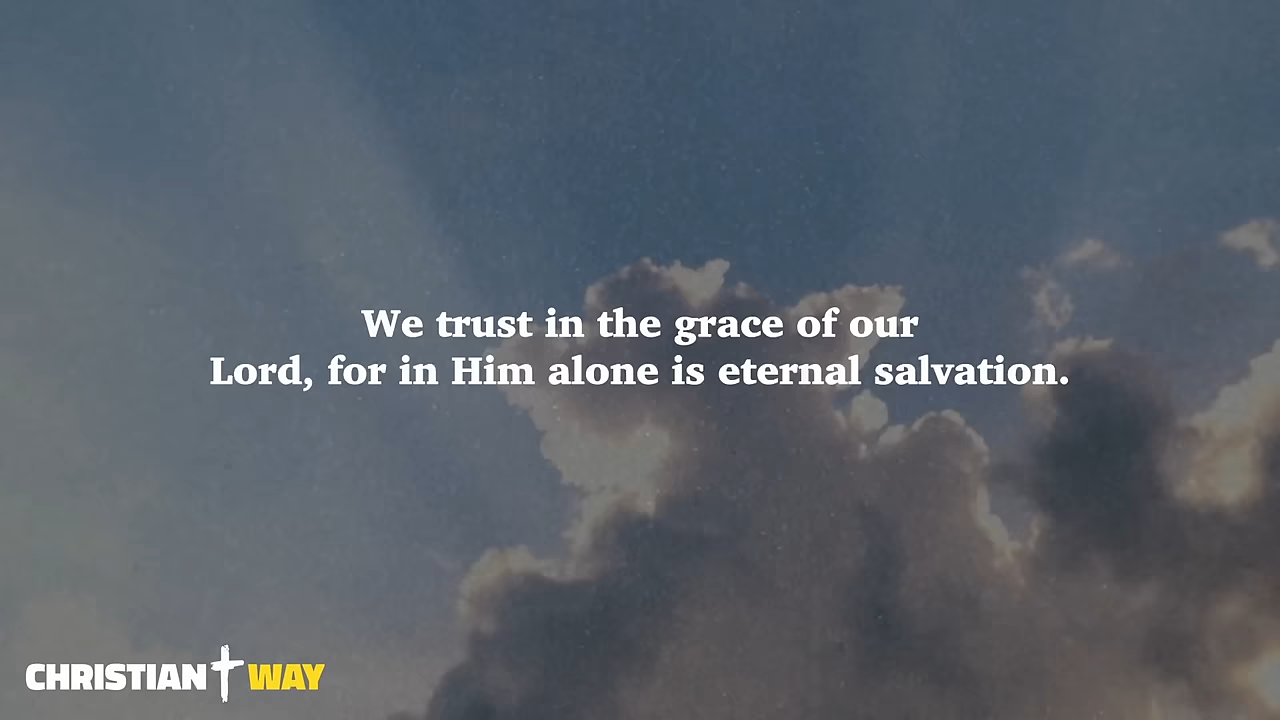 We trust in the grace of our
Lord, for in Him alone is eternal salvation.
CHRISTIAN WAY